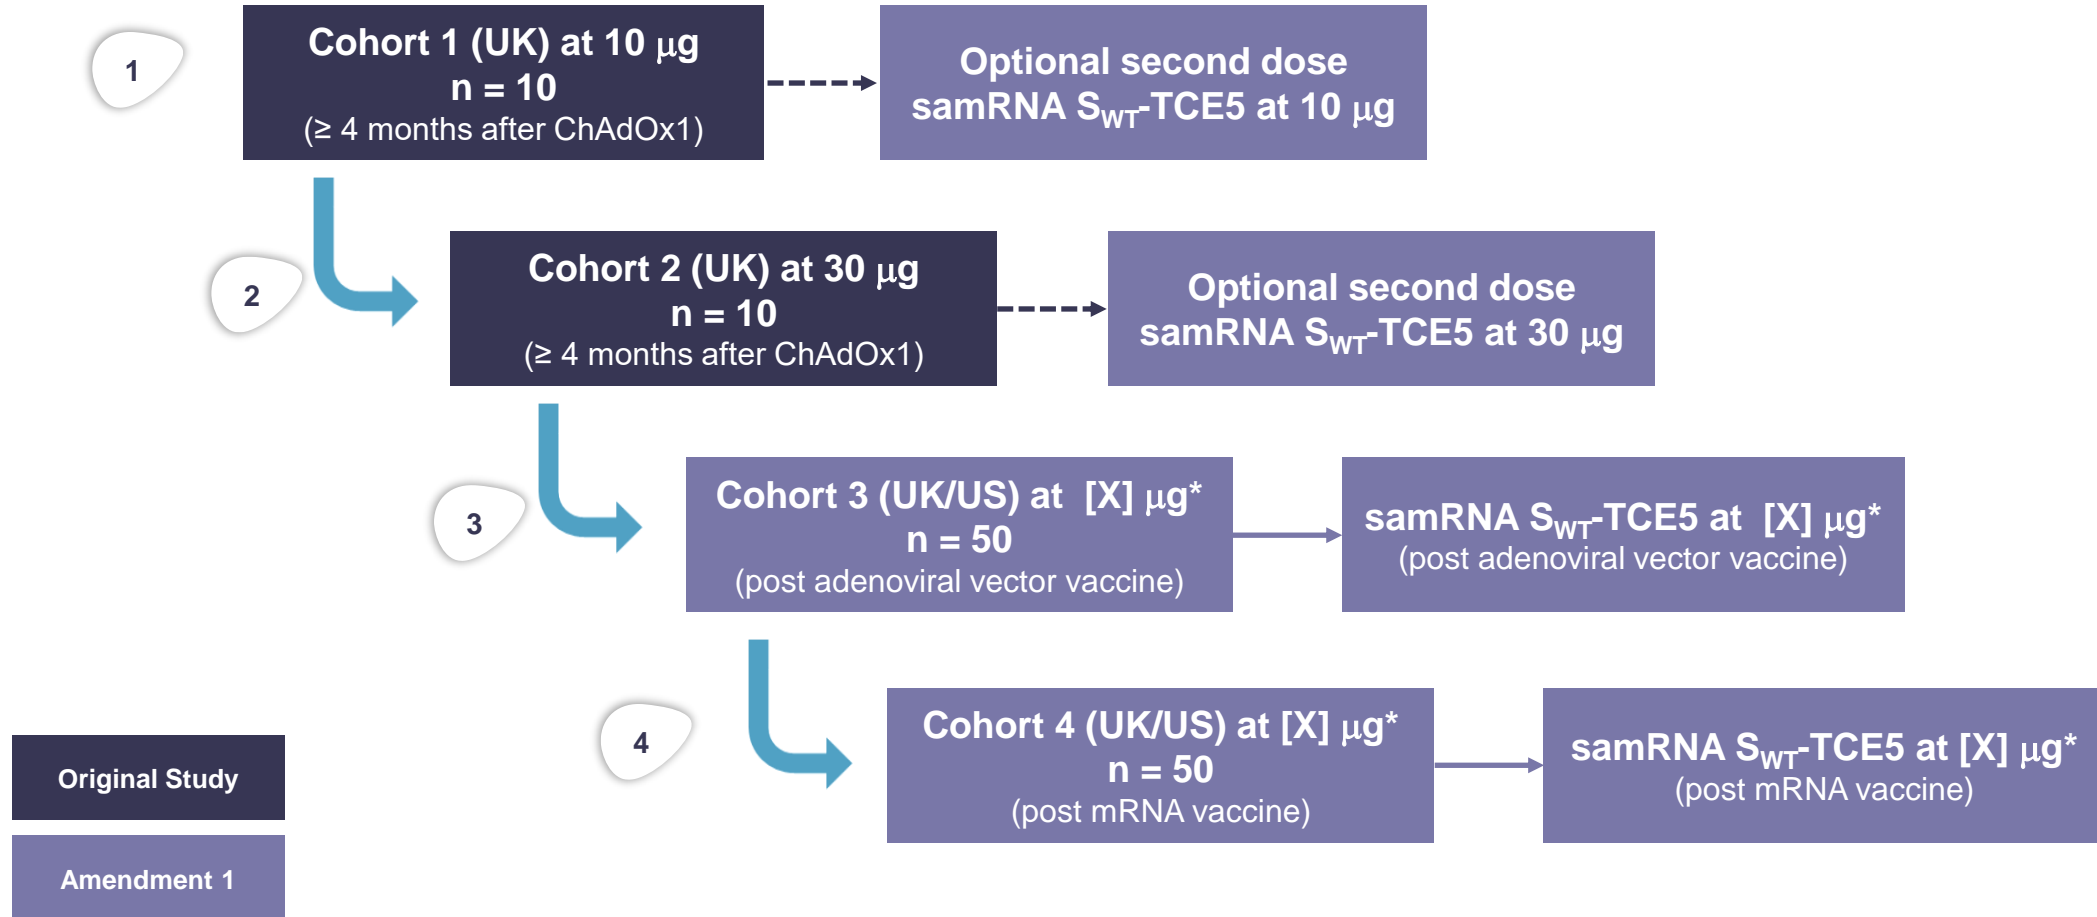 1
Cohort 1 (UK) at 10 μg
n = 10
(≥ 4 months after ChAdOx1)
Optional second dose
samRNA SWT-TCE5 at 10 μg
2
Cohort 2 (UK) at 30 μg
n = 10
(≥ 4 months after ChAdOx1)
Optional second dose
samRNA SWT-TCE5 at 30 μg
3
Cohort 3 (UK/US) at [X] μg*
n = 50
(post adenoviral vector vaccine)
samRNA SWT-TCE5 at [X] μg*
(post adenoviral vector vaccine)
4
Cohort 4 (UK/US) at [X] μg*
n = 50
(post mRNA vaccine)
samRNA SWT-TCE5 at [X] μg*
(post mRNA vaccine)
Original Study
Amendment 1